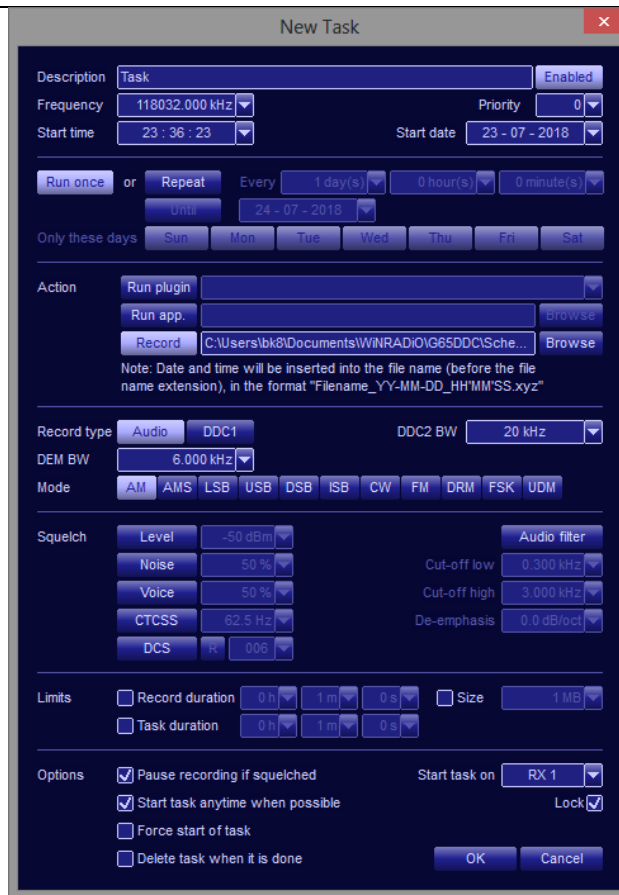 New Task
Description Task Enabled
Frequency 118032.000 kHz Priority 0
Start time 23 : 36 : 23 Start date 23 - 07 - 2018
Run once or Repeat Every 1 day(s) 0 hour(s) 0 minute(s)
Until 24 - 07 - 2018
Only these days Sun Mon Tue Wed Thu Fri Sat
Action Run plugin
Run app. Browse
Record C:\Users\bk8\Documents\WiNRADiO\G65DDC\Sche... Browse
Note: Date and time will be inserted into the file name (before the file
name extension), in the format "Filename_YY-MM-DD_HH'MM'SS.xyz"
Record type Audio DDC1 DDC2 BW 20 kHz
DEM BW 6.000 kHz
Mode AM AMS LSB USB DSB ISB CW FM DRM FSK UDM
Squelch Level -50 dBm Audio filter
Noise 50 % Cut-off low 0.300 kHz
Voice 50 % Cut-off high 3.000 kHz
CTCSS 62.5 Hz De-emphasis 0.0 dB/oct
DCS R 006
Limits Record duration 0 h 1 m 0 s Size 1 MB
Task duration 0 h 1 m 0 s
Options Pause recording if squelched Start task on RX 1
Start task anytime when possible Lock
Force start of task
Delete task when it is done OK Cancel